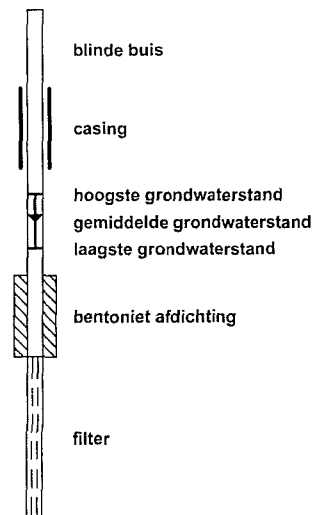 blinde buis
casing
hoogste grondwaterstand
gemiddelde grondwaterstand
laagste grondwaterstand
bentoniet afdichting
filter